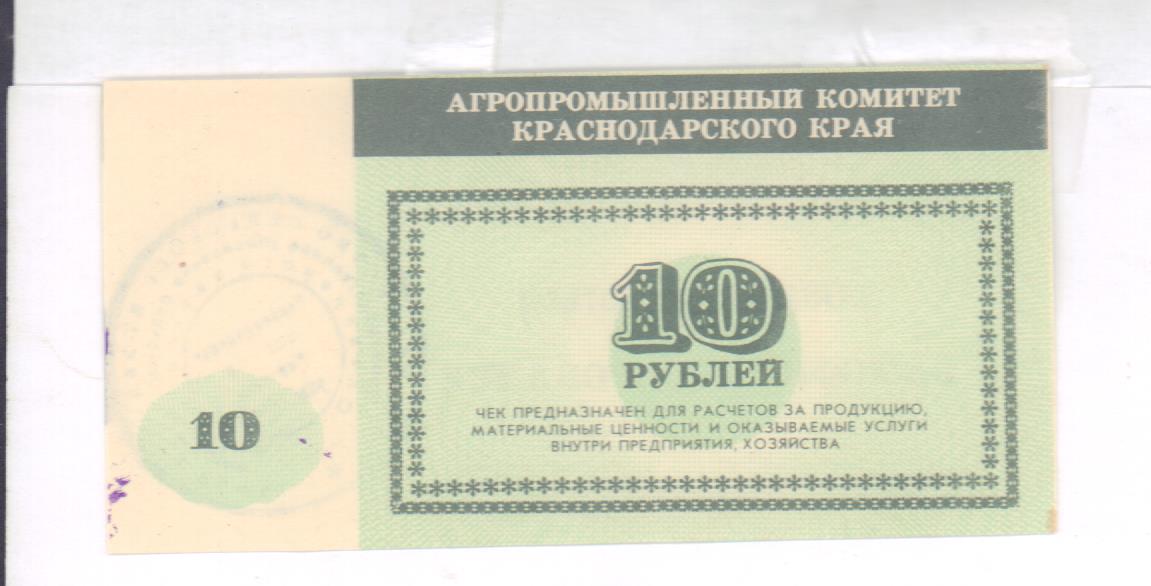 АГРОПРОМЫШЛЕННЫЙ КОМИТЕТ
КРАСНОДАРСКОГО КРАЯ
10
РУБЛЕЙ
ЧЕК ПРЕДНАЗНАЧЕН ДЛЯ РАСЧЕТОВ ЗА ПРОДУКЦИЮ,
МАТЕРИАЛЬНЫЕ ЦЕННОСТИ И ОКАЗЫВАЕМЫЕ УСЛУГИ
ВНУТРИ ПРЕДПРИЯТИЯ, ХОЗЯЙСТВА
10